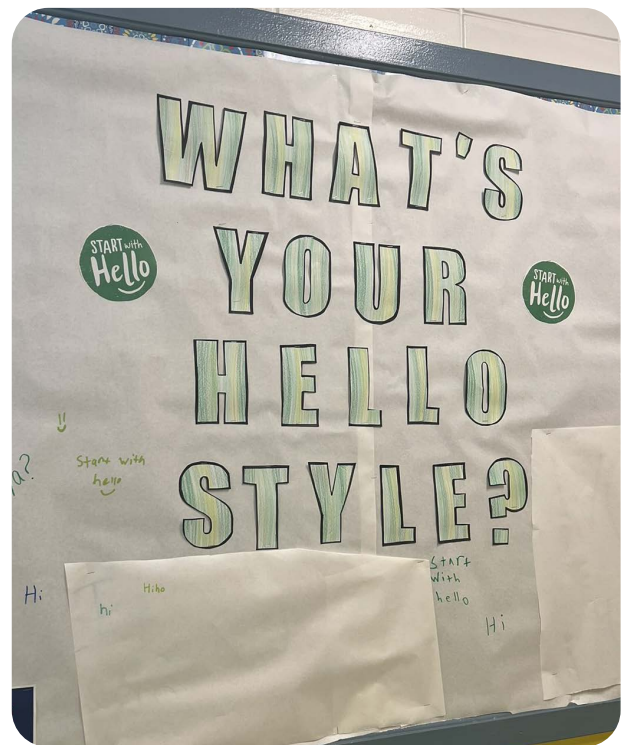 WHAT'S
YOUR
HELLO
STYLE?
START with
Hello
START with
Hello
Start with
hello
Hi
hi
Hiho
START
With
hello
Hi